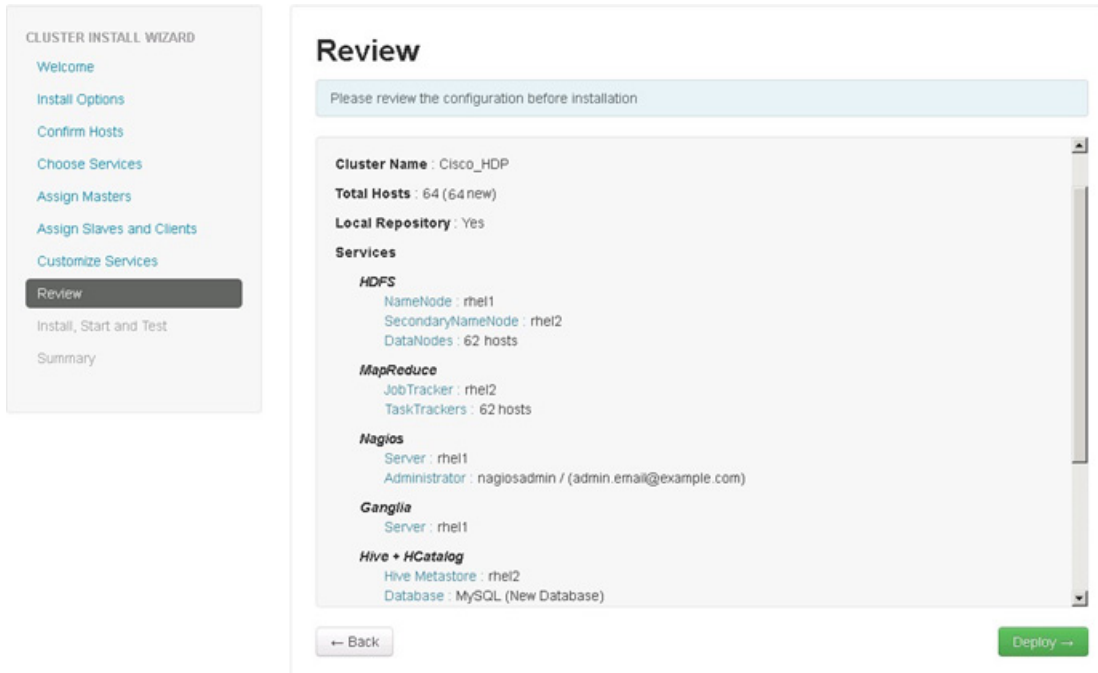 CLUSTER INSTALL WIZARD
Welcome
Install Options
Confirm Hosts
Choose Services
Assign Masters
Assign Slaves and Clients
Customize Services
Review
Install, Start and Test
Summary
Review
Please review the configuration before installation
Cluster Name : Cisco_HDP
Total Hosts : 64 (64 new)
Local Repository : Yes
Services
HDFS
NameNode : rhel1
SecondaryNameNode : rhel2
DataNodes : 62 hosts
MapReduce
JobTracker : rhel2
TaskTrackers : 62 hosts
Nagios
Server : rhel1
Administrator : nagiosadmin / (admin.email@example.com)
Ganglia
Server : rhel1
Hive + HCatalog
Hive Metastore : rhel2
Database : MySQL (New Database)
← Back
Deploy →